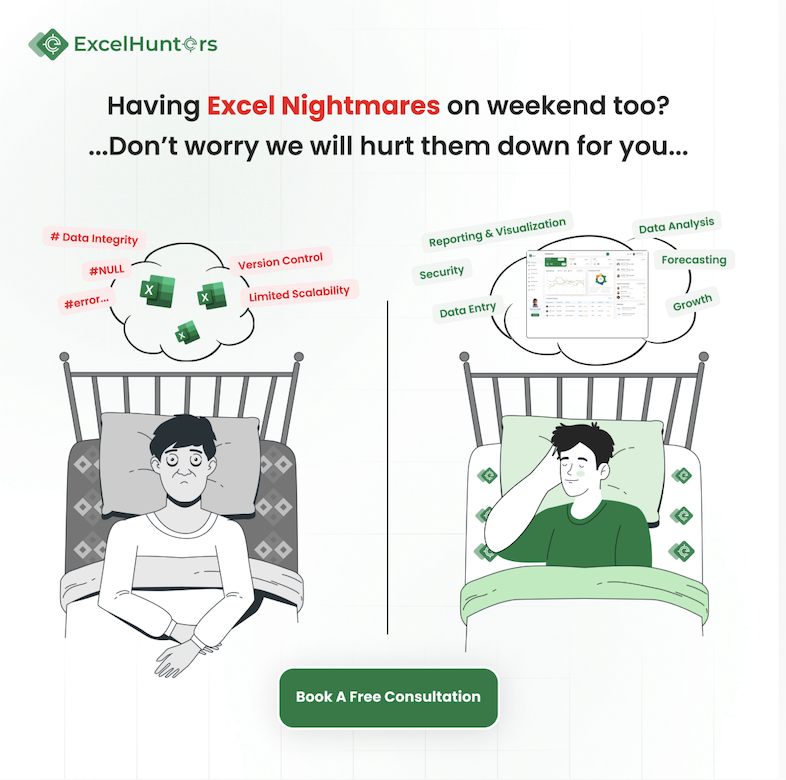 ExcelHunters
Having Excel Nightmares on weekend too?
...Don't worry we will hurt them down for you...
# Data Integrity
#NULL
#error...
Version Control
Limited Scalability
Reporting & Visualization
Security
Data Entry
Data Analysis
Forecasting
Growth
Book A Free Consultation